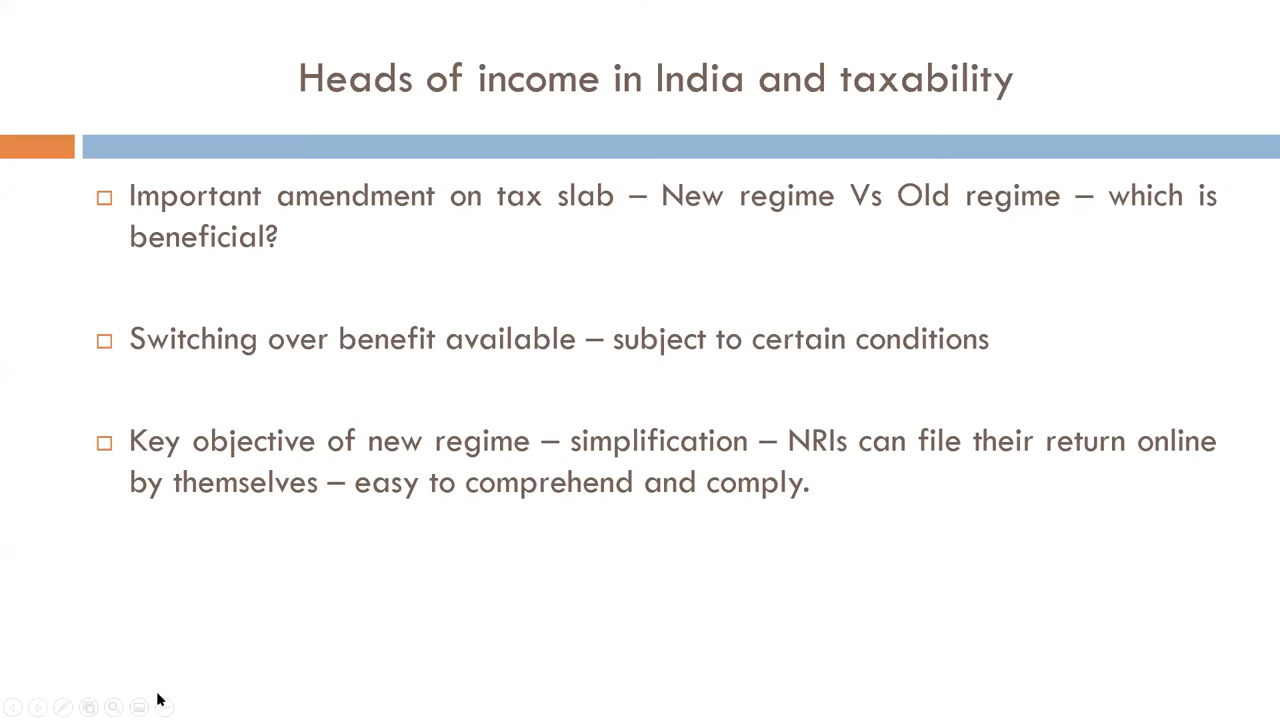 Heads of income in India and taxability
Important amendment on tax slab – New regime Vs Old regime – which is
beneficial?
Switching over benefit available – subject to certain conditions
Key objective of new regime – simplification – NRIs can file their return online
by themselves – easy to comprehend and comply.